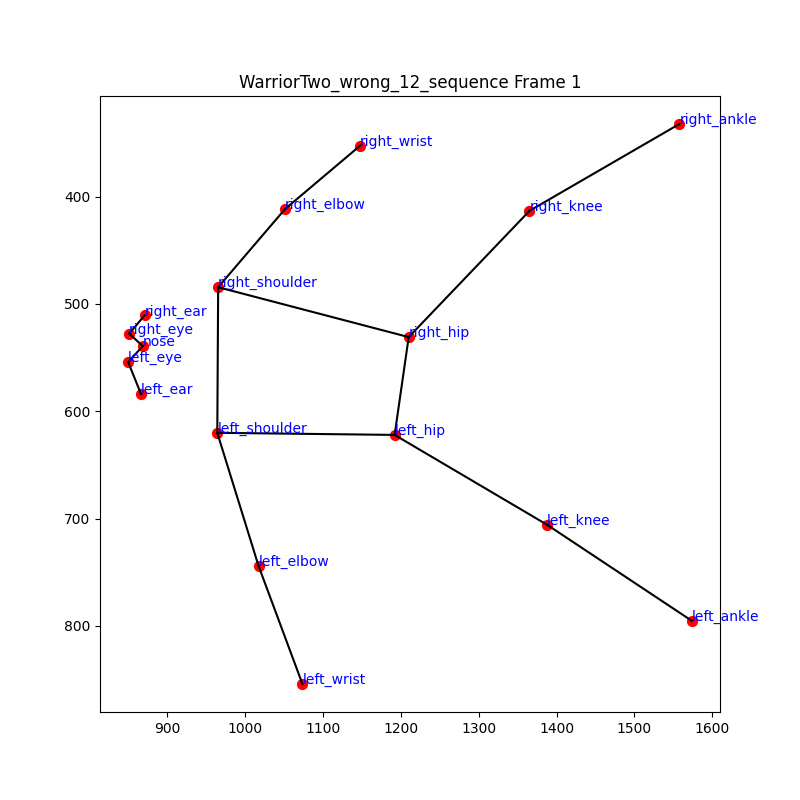 WarriorTwo_wrong_12_sequence Frame 1
right_ankle
right_wrist
400
right_elbow
right_knee
right_shoulder
500
right_ear
right_eye
right_hip
nose
left_eye
left_ear
600
left_shoulder
left_hip
700
left_knee
left_elbow
800
left_ankle
left_wrist
900 1000 1100 1200 1300 1400 1500 1600